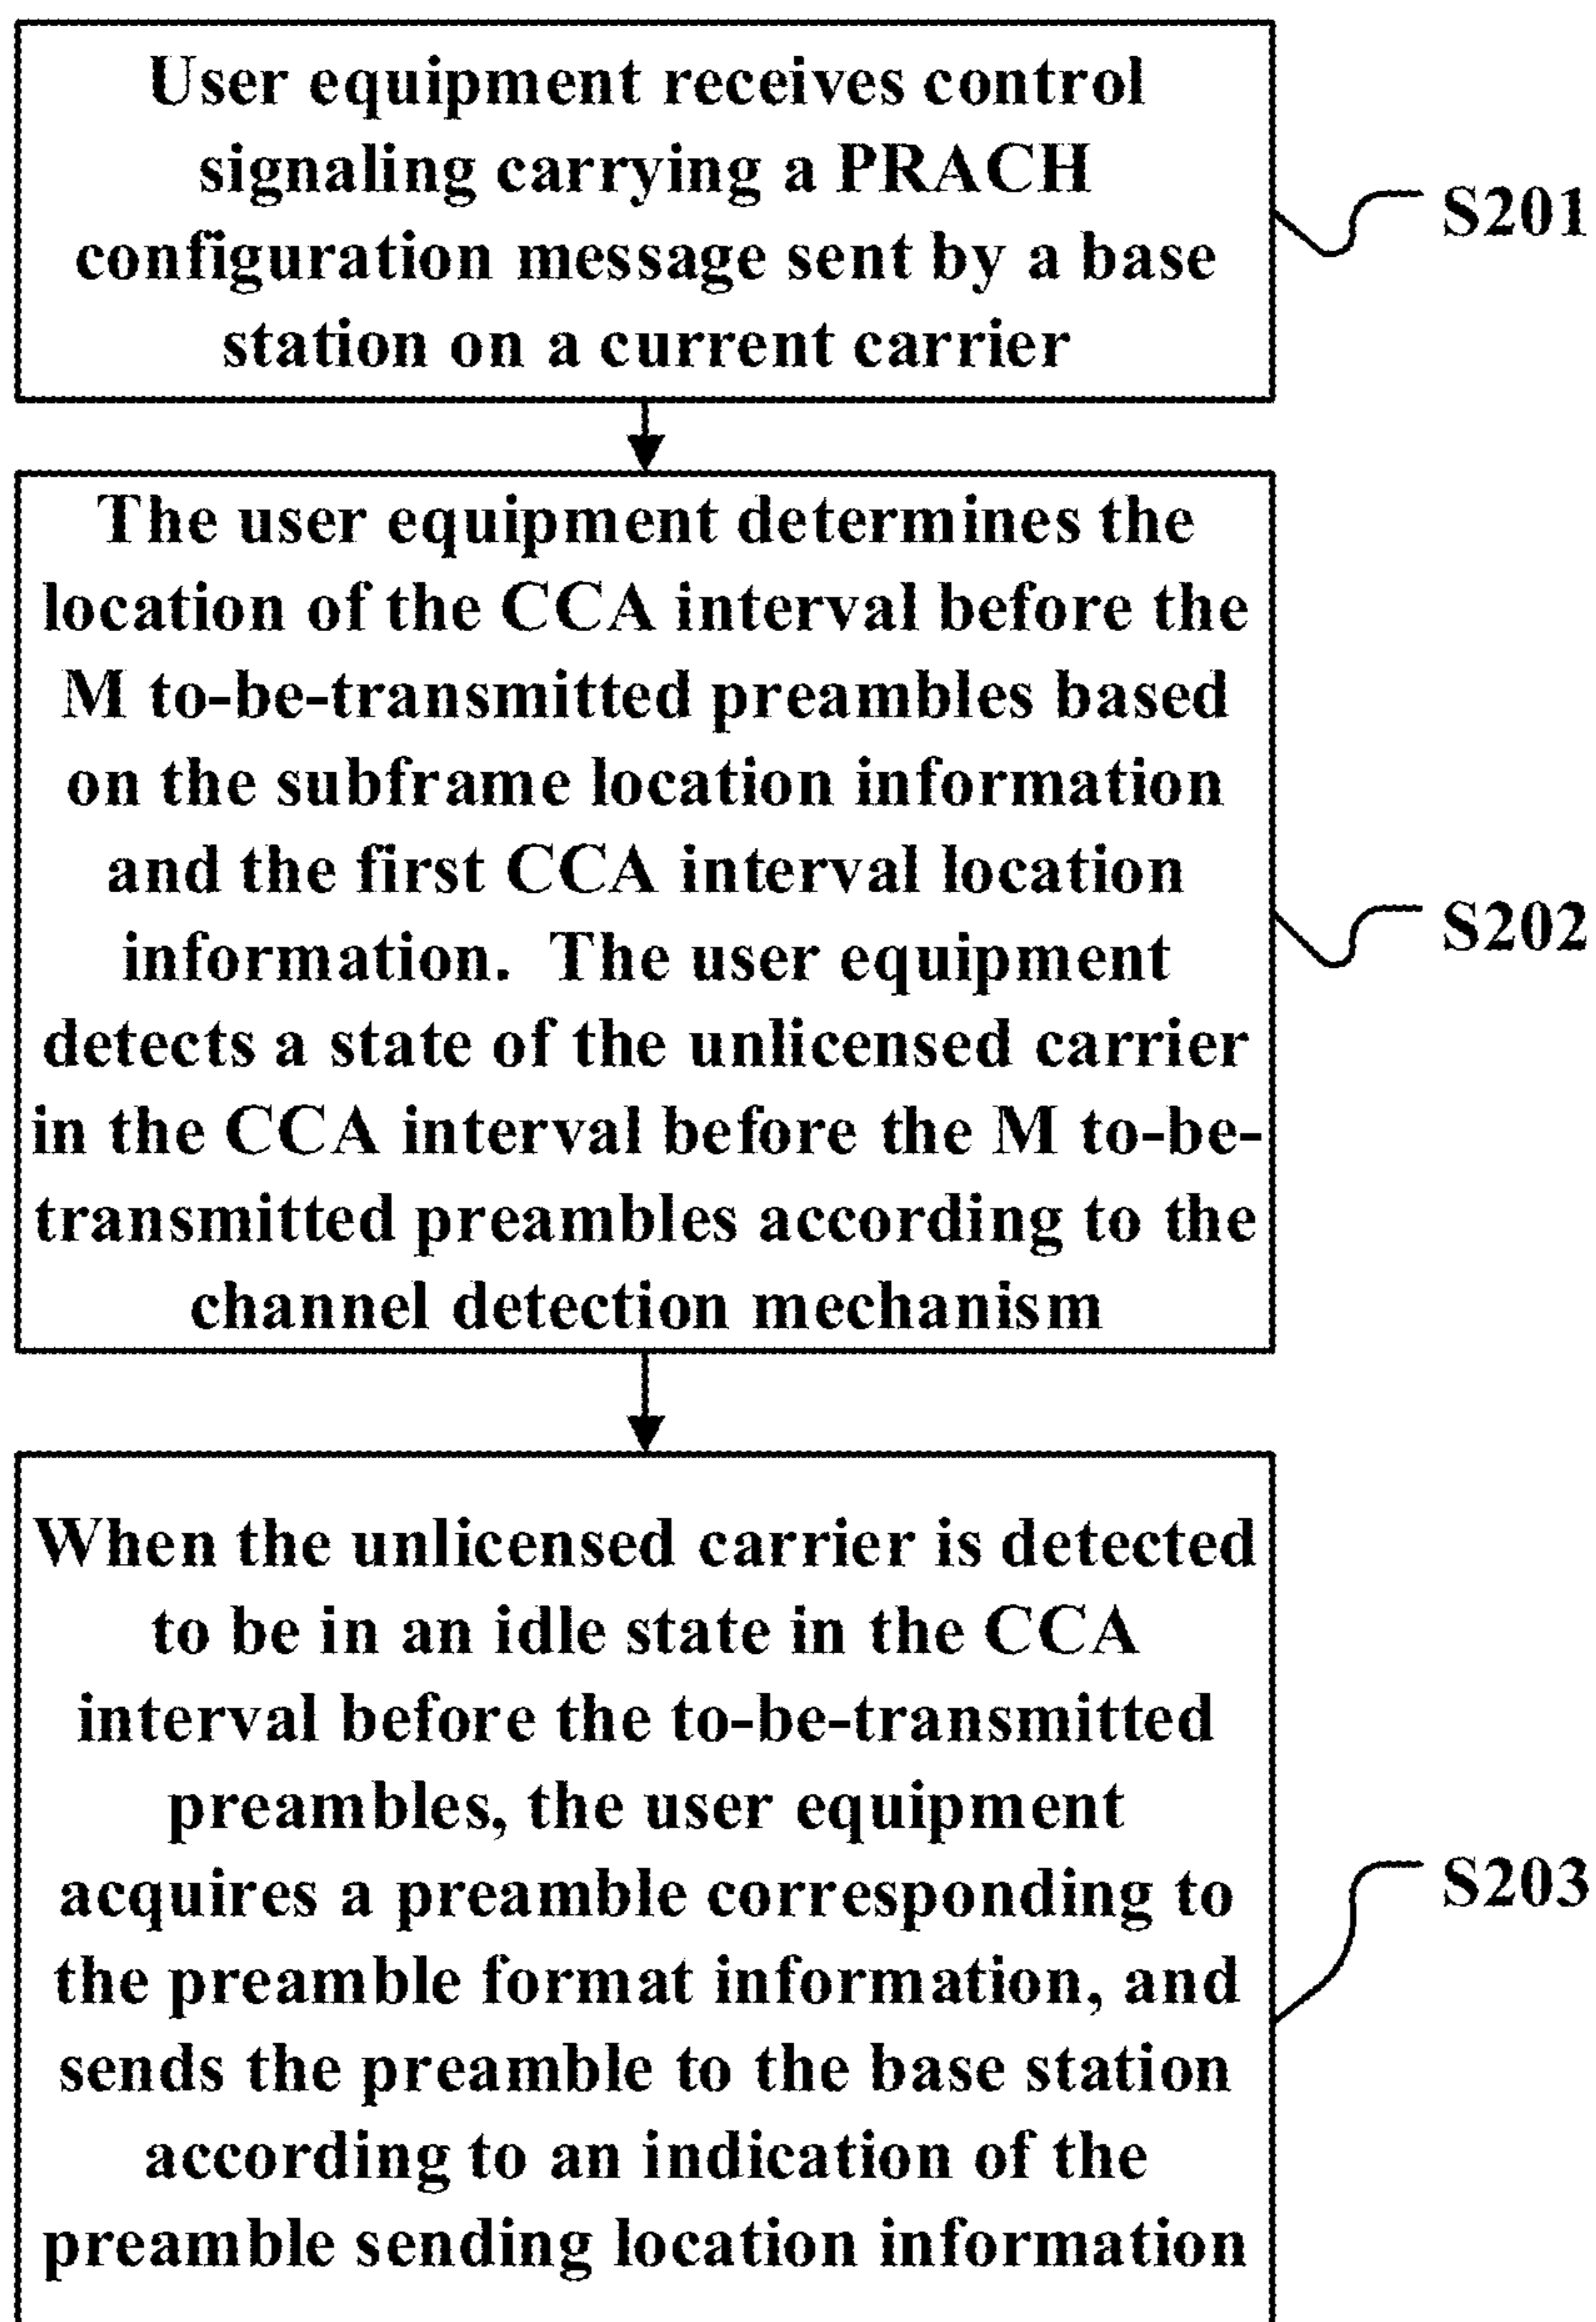 User equipment receives control
signaling carrying a PRACH
configuration message sent by a base
station on a current carrier
S201
The user equipment determines the
location of the CCA interval before the
M to-be-transmitted preambles based
on the subframe location information
and the first CCA interval location
information. The user equipment
detects a state of the unlicensed carrier
in the CCA interval before the M to-be-
transmitted preambles according to the
channel detection mechanism
S202
When the unlicensed carrier is detected
to be in an idle state in the CCA
interval before the to-be-transmitted
preambles, the user equipment
acquires a preamble corresponding to
the preamble format information, and
sends the preamble to the base station
according to an indication of the
preamble sending location information
S203